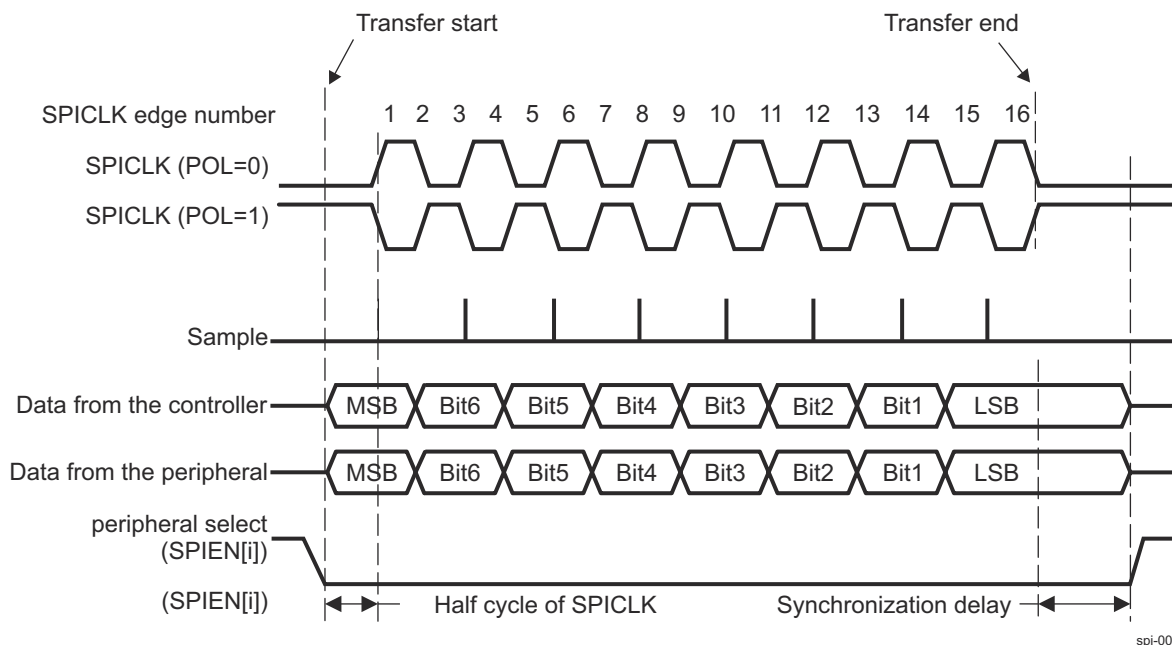 Transfer start
Transfer end
SPICLK edge number 1 2 3 4 5 6 7 8 9 10 11 12 13 14 15 16
SPICLK (POL=0)
SPICLK (POL=1)
Sample
Data from the controller MSB Bit6 Bit5 Bit4 Bit3 Bit2 Bit1 LSB
Data from the peripheral MSB Bit6 Bit5 Bit4 Bit3 Bit2 Bit1 LSB
peripheral select
(SPIEN[i])
(SPIEN[i]) Half cycle of SPICLK Synchronization delay
spi-00